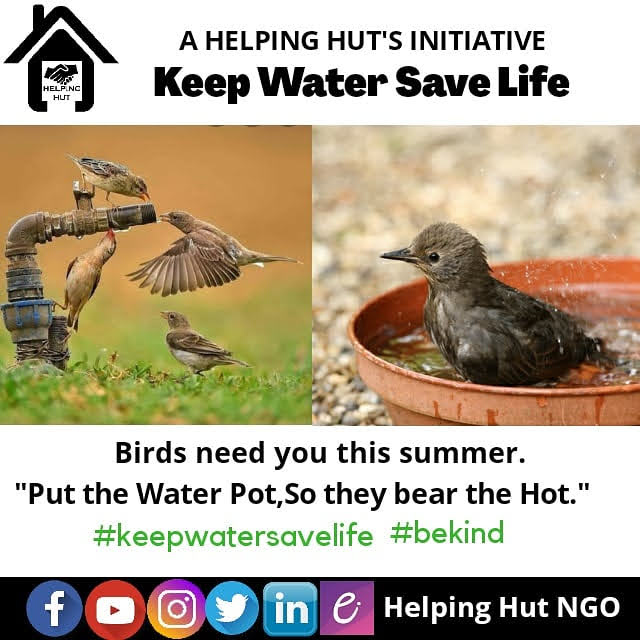 HELPING
HUT
A HELPING HUT'S INITIATIVE
Keep Water Save Life
Birds need you this summer.
"Put the Water Pot,So they bear the Hot."
#keepwatersavelife #bekind
f in e Helping Hut NGO